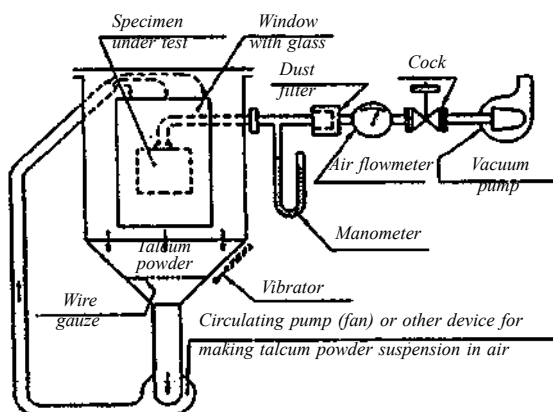 Specimen
under test
Window
with glass
Dust
filter
Cock
Air flowmeter
Vacuum
pump
Manometer
Talcum
powder
Vibrator
Wire
gauze
Circulating pump (fan) or other device for
making talcum powder suspension in air